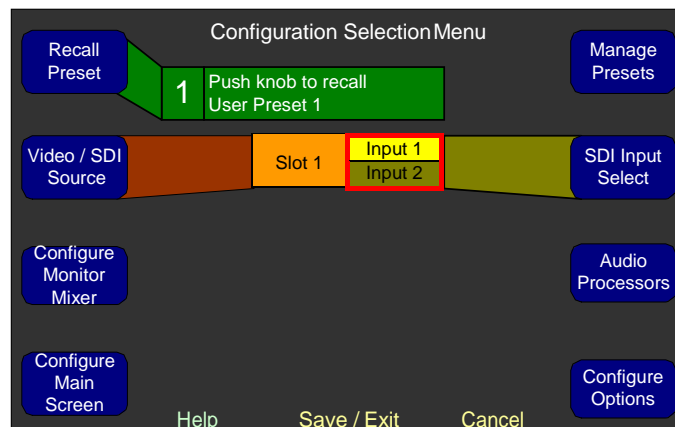 Configuration Selection Menu
Recall
Preset
1
Push knob to recall
User Preset 1
Manage
Presets
Video / SDI
Source
Slot 1
Input 1
Input 2
SDI Input
Select
Configure
Monitor
Mixer
Audio
Processors
Configure
Main
Screen
Configure
Options
Help
Save / Exit
Cancel